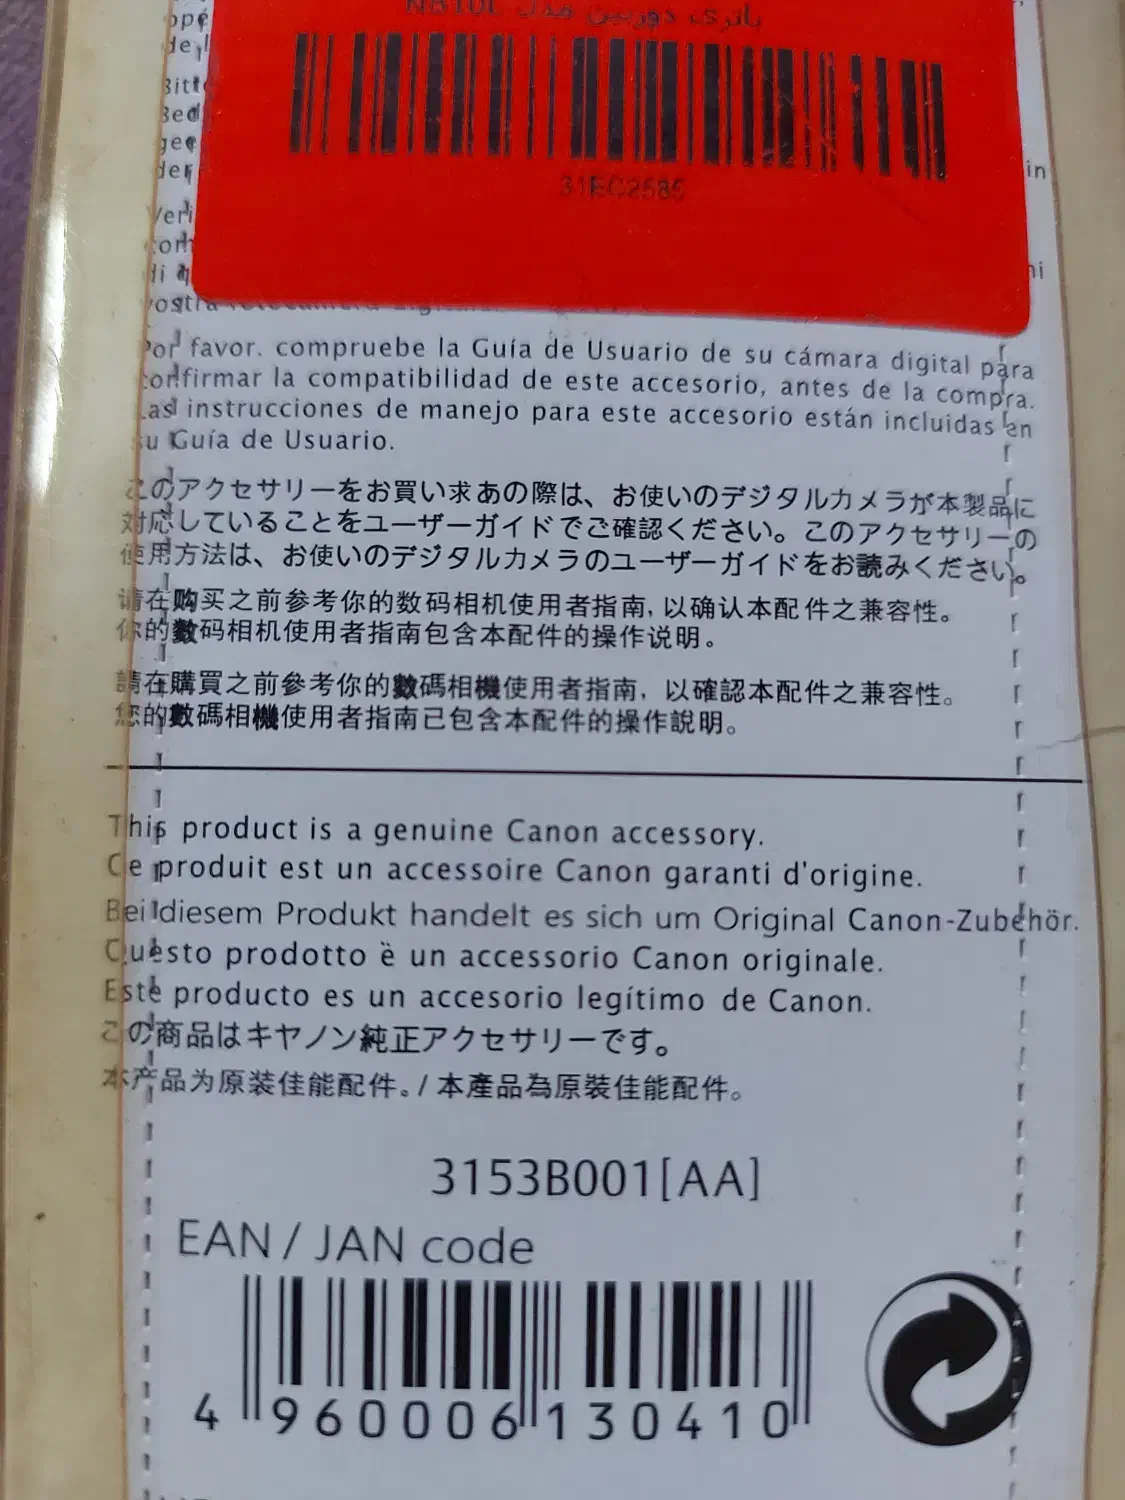 باتری دوربین مدل NB10L
31EC2585
opé
de l
Bitte
Bed
gee
der
in
Veri
com
di q
ni
vostra fotocamera digitale
Por favor. compruebe la Guía de Usuario de su cámara digital para
confirmar la compatibilidad de este accesorio, antes de la compra.
Las instrucciones de manejo para este accesorio están incluidas en
su Guía de Usuario.
このアクセサリーをお買い求あの際は、お使いのデジタルカメラが本製品に
対応していることをユーザーガイドでご確認ください。このアクセサリーの
使用方法は、お使いのデジタルカメラのユーザーガイドをお読みください。
请在购买之前参考你的数码相机使用者指南,以确认本配件之兼容性。
你的數码相机使用者指南包含本配件的操作说明。
請在購買之前參考你的數碼相機使用者指南,以確認本配件之兼容性。
您的數碼相機使用者指南已包含本配件的操作說明。
This product is a genuine Canon accessory.
Ce produit est un accessoire Canon garanti d'origine.
Bei diesem Produkt handelt es sich um Original Canon-Zubehör.
Questo prodotto è un accessorio Canon originale.
Este producto es un accesorio legítimo de Canon.
この商品はキヤノン純正アクセサリーです。
本产品为原装佳能配件。/ 本產品為原裝佳能配件。
3153B001[AA]
EAN / JAN code
4 960006 130410